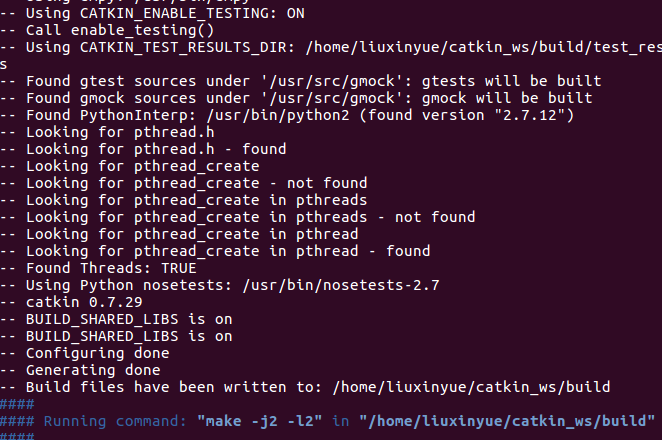 -- Using CATKIN_ENABLE_TESTING: ON
-- Call enable_testing()
-- Using CATKIN_TEST_RESULTS_DIR: /home/liuxinyue/catkin_ws/build/test_res
s
-- Found gtest sources under '/usr/src/gmock': gtests will be built
-- Found gmock sources under '/usr/src/gmock': gmock will be built
-- Found PythonInterp: /usr/bin/python2 (found version "2.7.12")
-- Looking for pthread.h
-- Looking for pthread.h - found
-- Looking for pthread_create
-- Looking for pthread_create - not found
-- Looking for pthread_create in pthreads
-- Looking for pthread_create in pthreads - not found
-- Looking for pthread_create in pthread
-- Looking for pthread_create in pthread - found
-- Found Threads: TRUE
-- Using Python nosetests: /usr/bin/nosetests-2.7
-- catkin 0.7.29
-- BUILD_SHARED_LIBS is on
-- BUILD_SHARED_LIBS is on
-- Configuring done
-- Generating done
-- Build files have been written to: /home/liuxinyue/catkin_ws/build
####
#### Running command: "make -j2 -l2" in "/home/liuxinyue/catkin_ws/build"
####